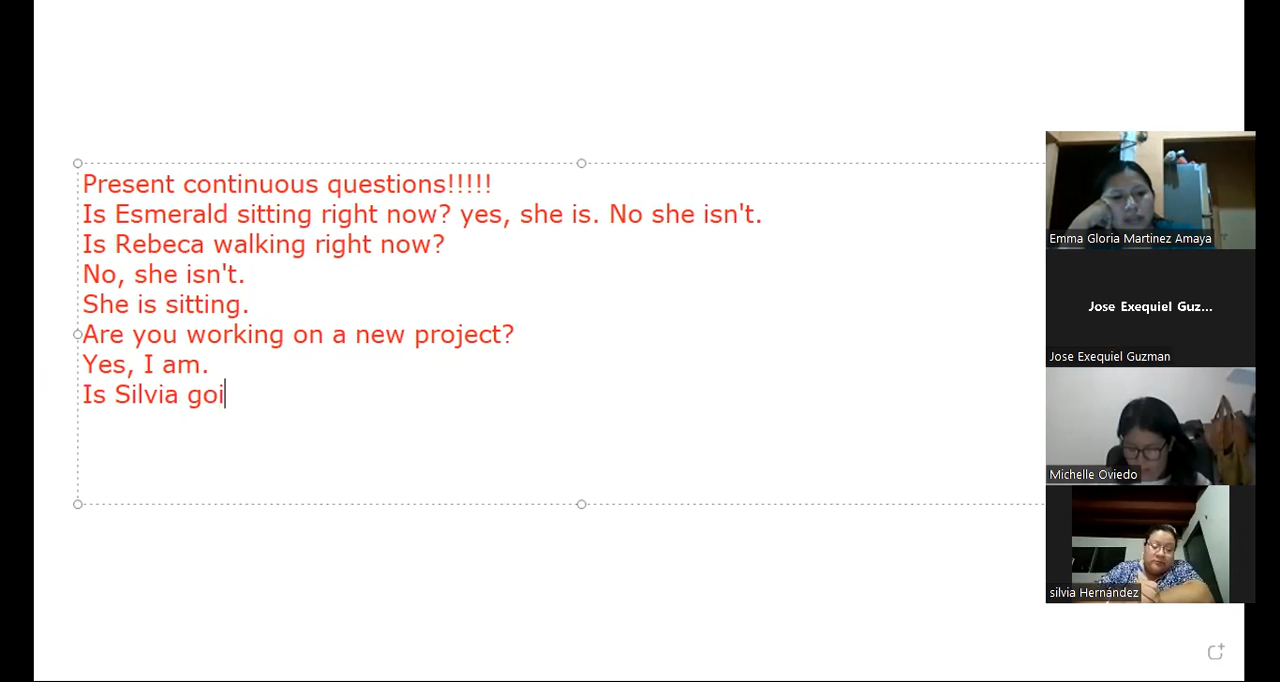 Present continuous questions!!!!!
Is Esmerald sitting right now? yes, she is. No she isn't.
Is Rebeca walking right now?
No, she isn't.
She is sitting.
Are you working on a new project?
Yes, I am.
Is Silvia goi
Emma Gloria Martinez Amaya
Jose Exequiel Guz...
Jose Exequiel Guzman
Michelle Oviedo
silvia Hernández